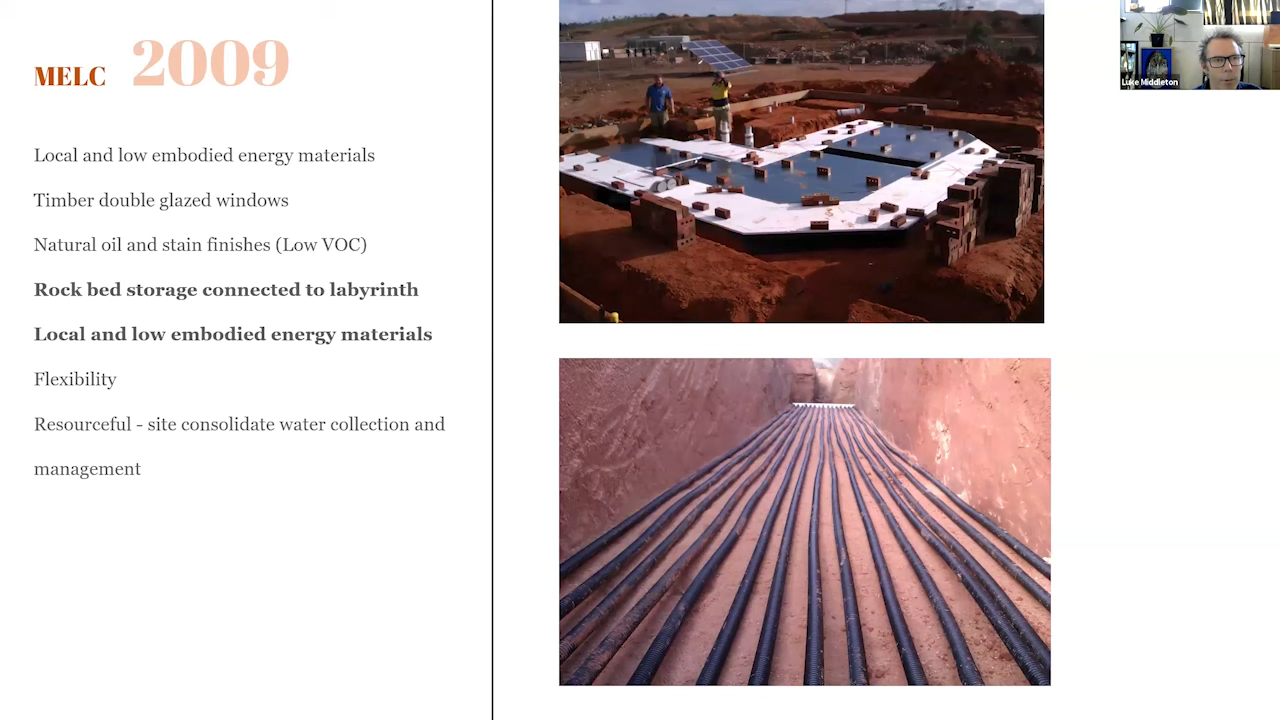 MELC 2009
Local and low embodied energy materials
Timber double glazed windows
Natural oil and stain finishes (Low VOC)
Rock bed storage connected to labyrinth
Local and low embodied energy materials
Flexibility
Resourceful - site consolidate water collection and
management
Luke Middleton